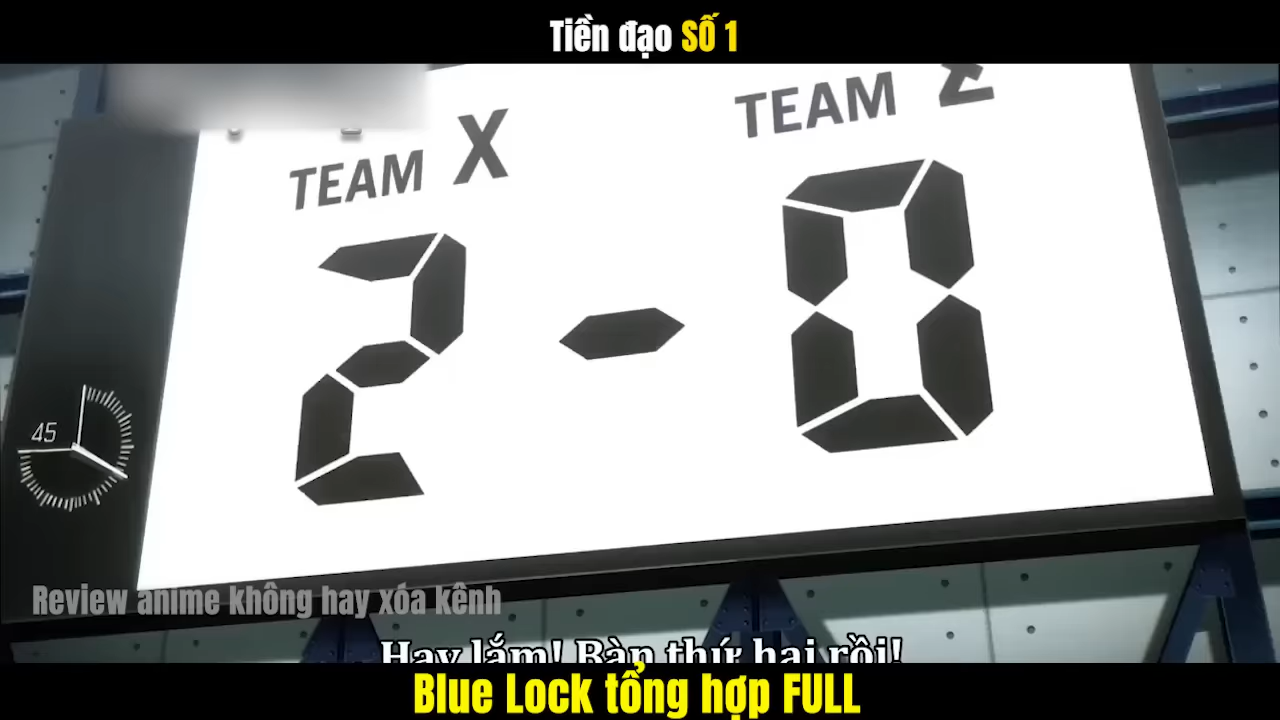 Tiền đạo SỐ 1
TEAM X
TEAM Z
2 - 0
45
Review anime không hay xóa kênh
Hay lắm! Bàn thứ hai rồi!
Blue Lock tổng hợp FULL